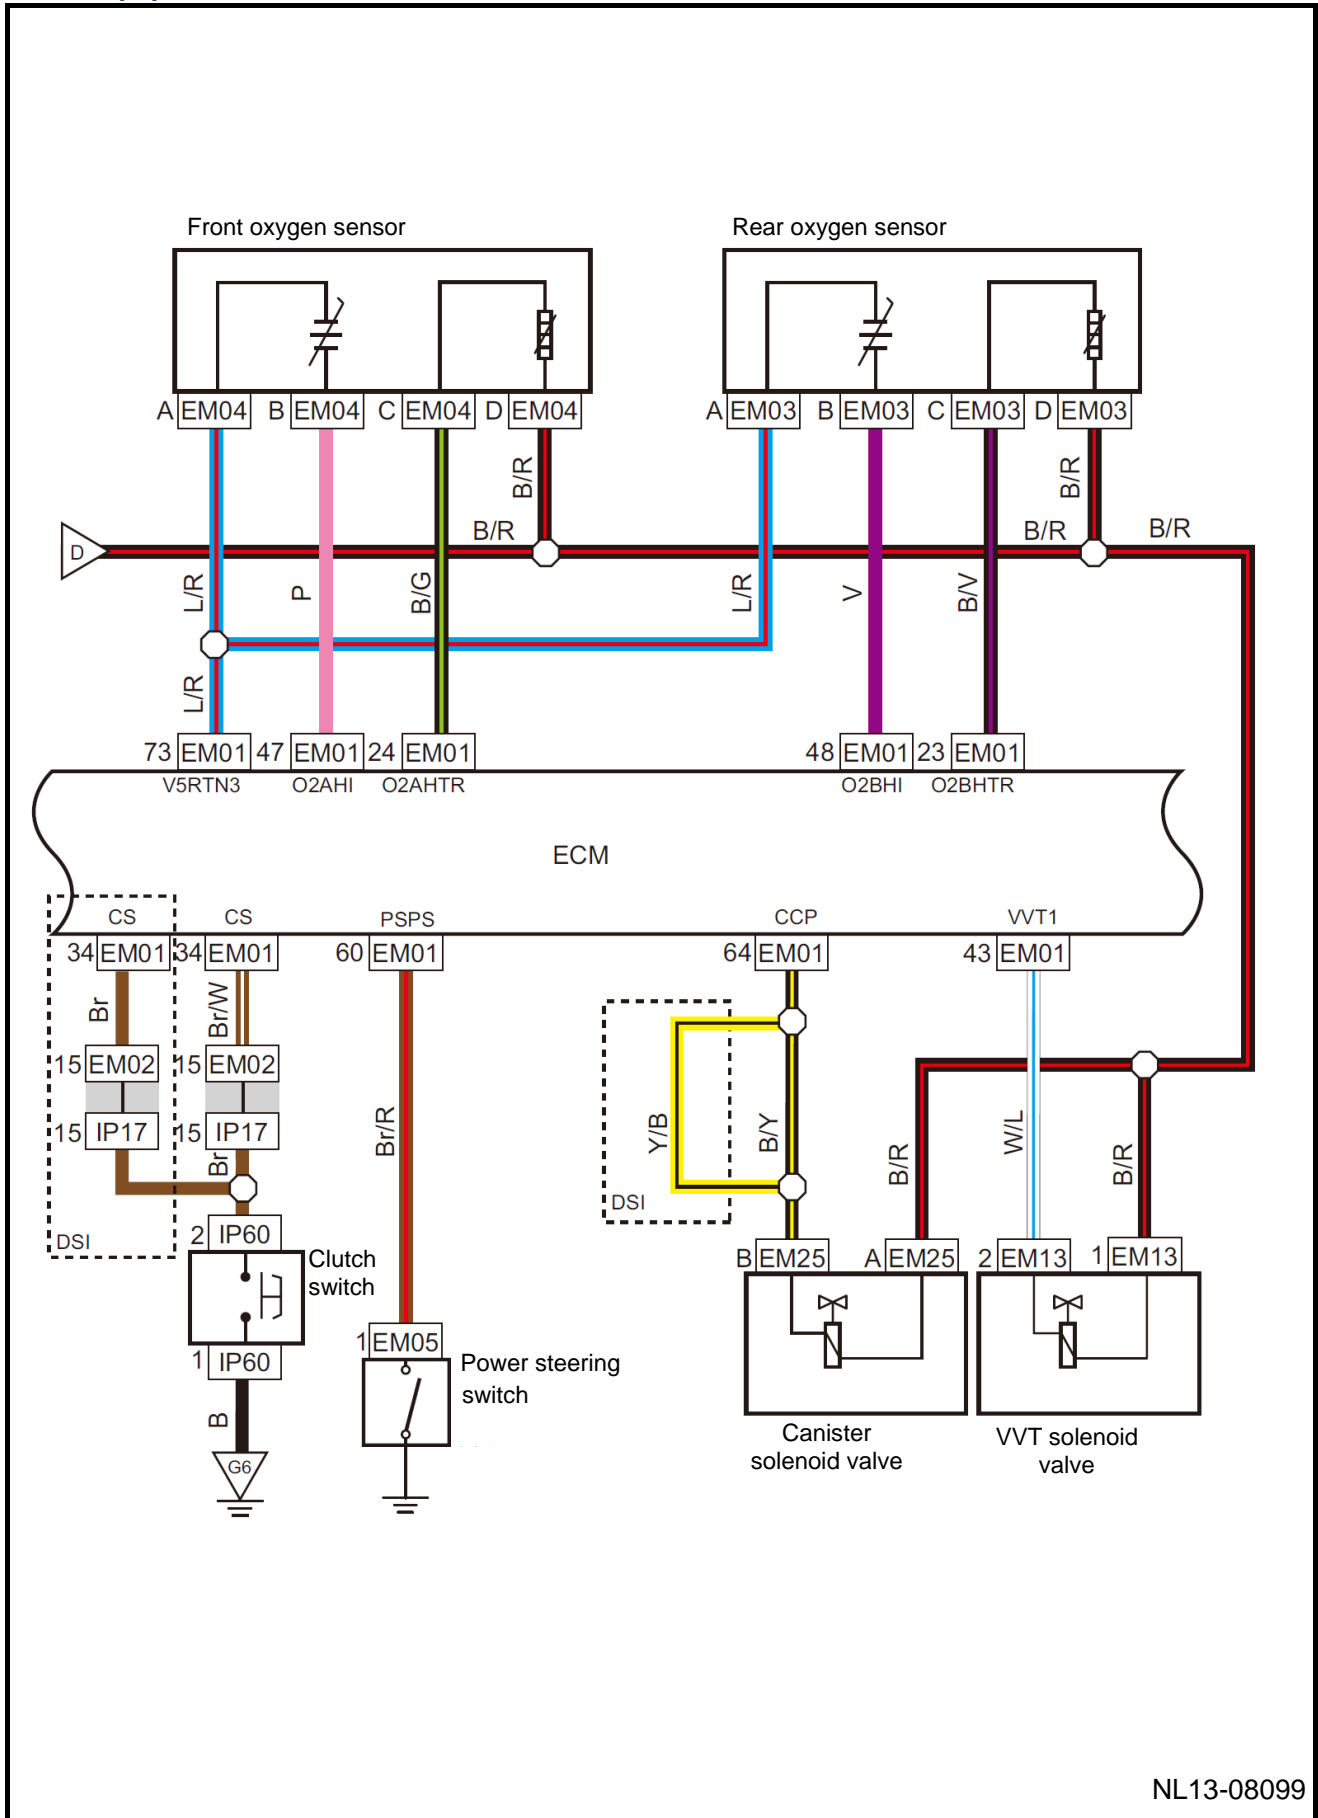 Front oxygen sensor
Rear oxygen sensor
A EM04 B EM04 C EM04 D EM04
A EM03 B EM03 C EM03 D EM03
B/R
B/R
D
B/R
B/R
B/R
L/R
P
B/G
L/R
V
B/V
L/R
73 EM01 47 EM01 24 EM01
48 EM01 23 EM01
V5RTN3
O2AHI
O2AHTR
O2BHI
O2BHTR
ECM
CS
CS
PSPS
CCP
VVT1
34 EM01
34 EM01
60 EM01
64 EM01
43 EM01
Br
Br/W
15 EM02
15 EM02
Br/R
Y/B
B/Y
B/R
W/L
B/R
15 IP17
15 IP17
Br
DSI
DSI
2 IP60
Clutch
switch
B EM25
A EM25
2 EM13
1 EM13
1 IP60
1 EM05
Power steering
switch
B
G6
Canister
solenoid valve
VVT solenoid
valve
NL13-08099